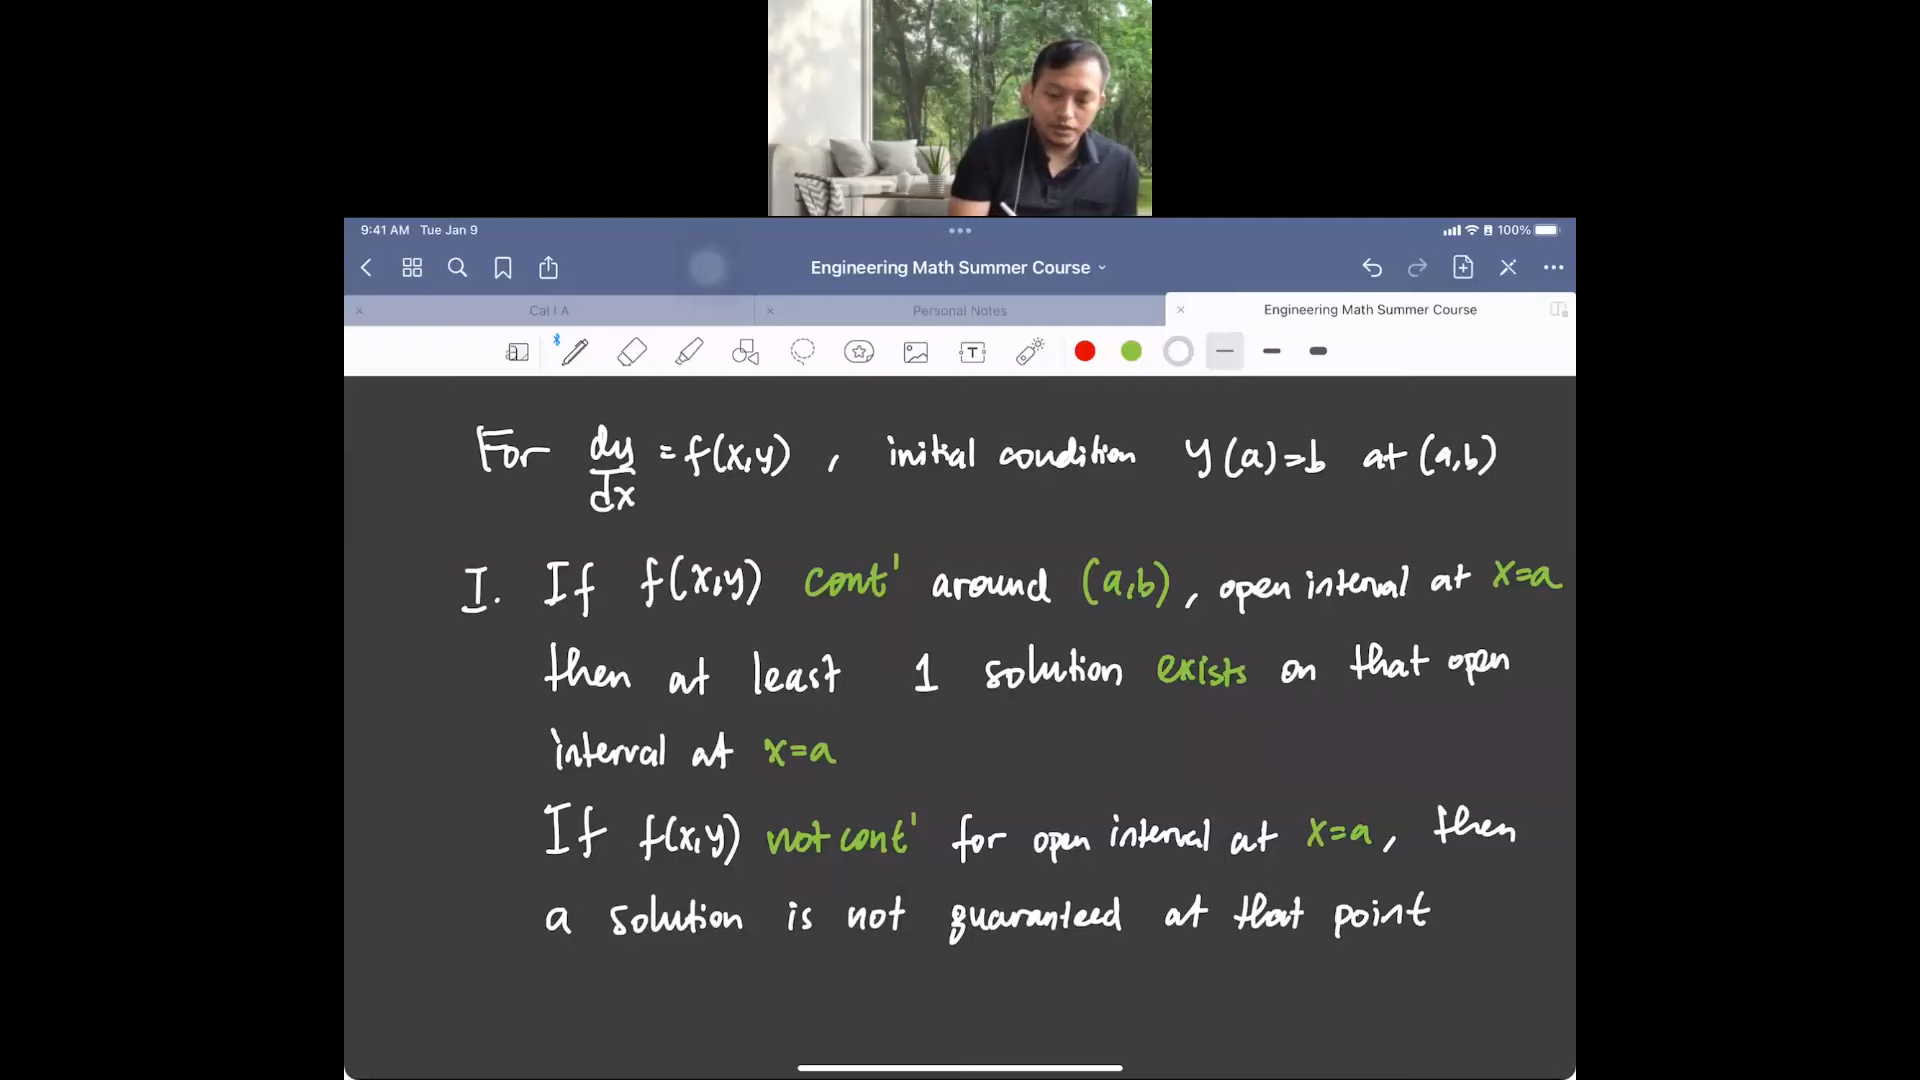 9:41 AM Tue Jan 9
100%
Engineering Math Summer Course
Cal I A
Personal Notes
Engineering Math Summer Course
For dy/dx = f(x,y) , initial condition y(a)=b at (a,b)
I. If f(x,y) cont' around (a,b), open interval at x=a
then at least 1 solution exists on that open
interval at x=a
If f(x,y) not cont' for open interval at x=a, then
a solution is not guaranteed at that point